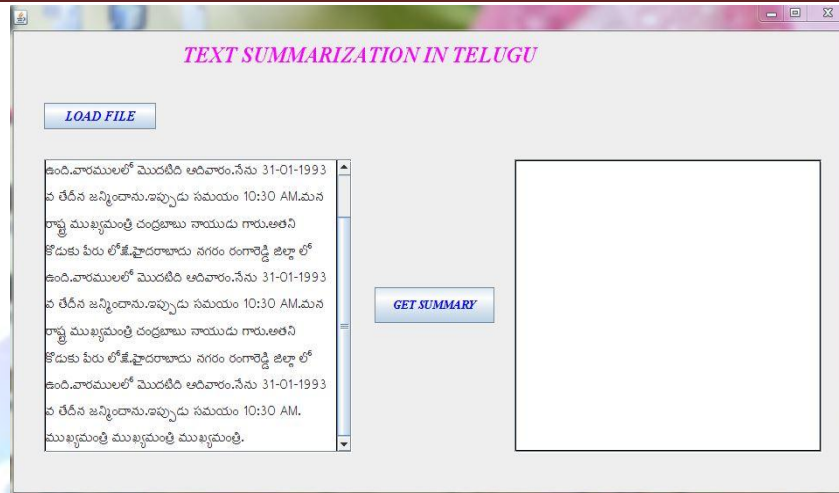 TEXT SUMMARIZATION IN TELUGU
LOAD FILE
ఉంది.వారములలో మొదటిది ఆదివారం.నేను 31-01-1993
వ తేదీన జన్మించాను.ఇప్పుడు సమయం 10:30 AM.మన
రాష్ట్ర ముఖ్యమంత్రి చంద్రబాబు నాయుడు గారు.అతని
కొడుకు పేరు లోకేే.హైదరాబాదు నగరం రంగారెడ్డి జిల్లా లో
ఉంది.వారములలో మొదటిది ఆదివారం.నేను 31-01-1993
వ తేదీన జన్మించాను.ఇప్పుడు సమయం 10:30 AM.మన
రాష్ట్ర ముఖ్యమంత్రి చంద్రబాబు నాయుడు గారు.అతని
కొడుకు పేరు లోకేే.హైదరాబాదు నగరం రంగారెడ్డి జిల్లా లో
ఉంది.వారములలో మొదటిది ఆదివారం.నేను 31-01-1993
వ తేదీన జన్మించాను.ఇప్పుడు సమయం 10:30 AM.
ముఖ్యమంత్రి ముఖ్యమంత్రి ముఖ్యమంత్రి.
GET SUMMARY